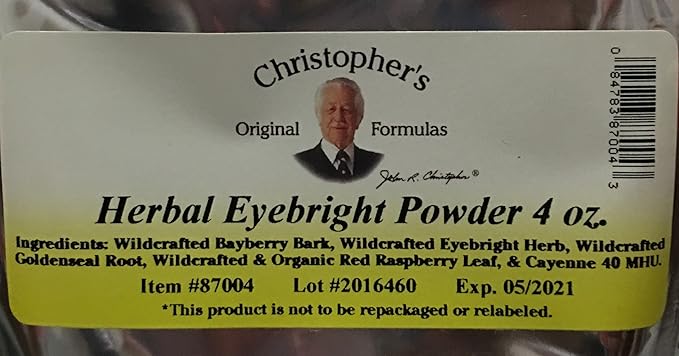 Christopher's
Original Formulas
John R. Christopher®
Herbal Eyebright Powder 4 oz.
Ingredients: Wildcrafted Bayberry Bark, Wildcrafted Eyebright Herb, Wildcrafted
Goldenseal Root, Wildcrafted & Organic Red Raspberry Leaf, & Cayenne 40 MHU.
Item #87004 Lot #2016460 Exp. 05/2021
*This product is not to be repackaged or relabeled.
0 84783 87004 3